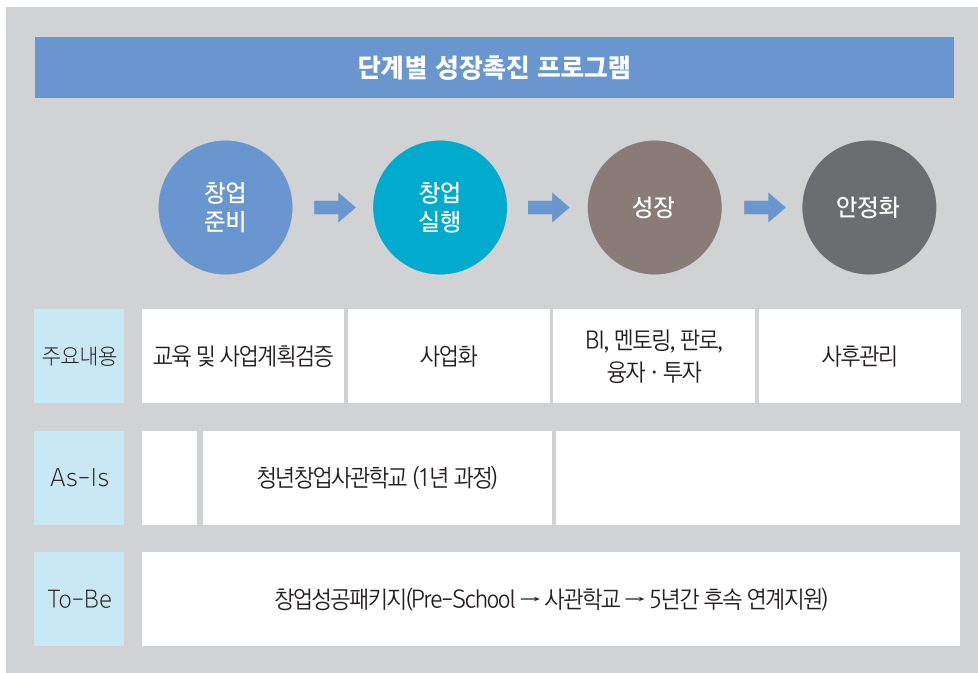 단계별 성장촉진 프로그램
창업
준비
창업
실행
성장
안정화
주요내용
교육 및 사업계획검증
사업화
BI, 멘토링, 판로,
융자 · 투자
사후관리
As-Is
청년창업사관학교 (1년 과정)
To-Be
창업성공패키지(Pre-School → 사관학교 → 5년간 후속 연계지원)